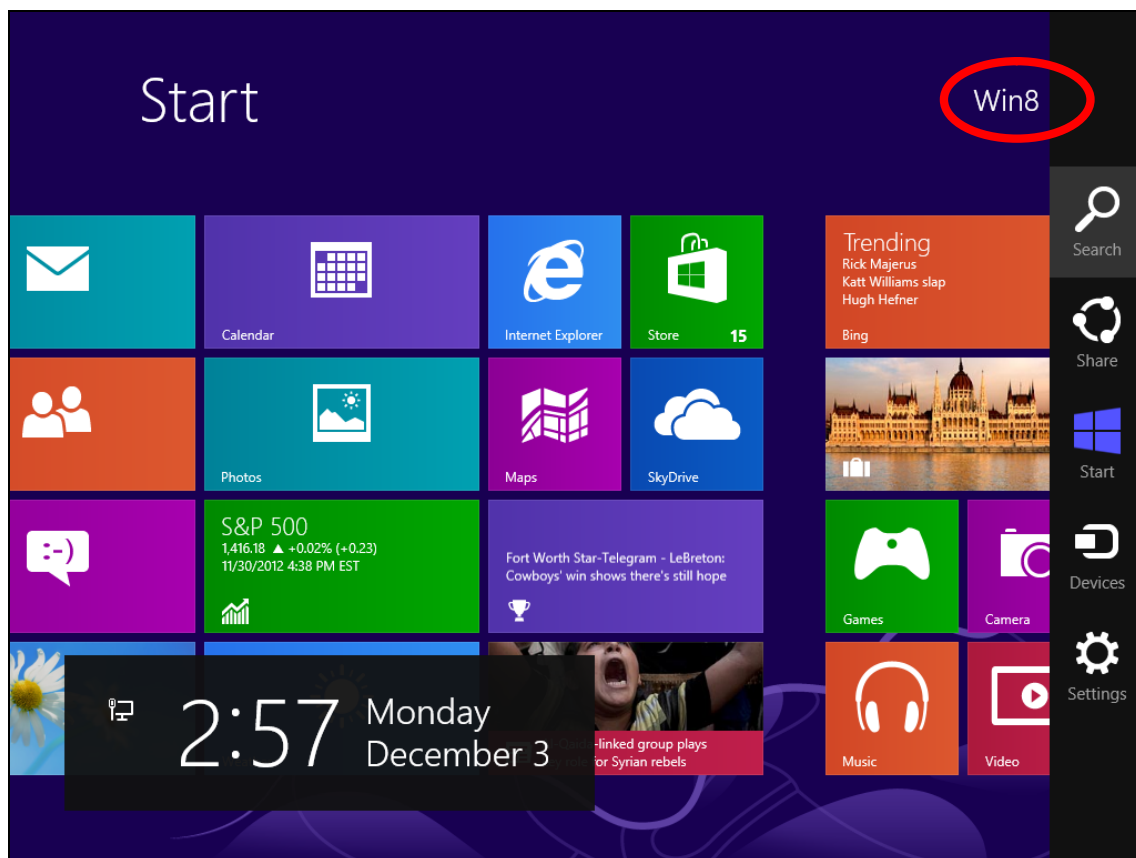 Start
Win8
Search
Share
Start
Devices
Settings
Calendar
Internet Explorer
Store 15
Trending
Rick Majerus
Katt Williams slap
Hugh Hefner
Bing
Photos
Maps
SkyDrive
:-)
S&P 500
1,416.18 ▲ +0.02% (+0.23)
11/30/2012 4:38 PM EST
Fort Worth Star-Telegram - LeBreton:
Cowboys' win shows there's still hope
Games
Camera
-linked group plays
for Syrian rebels
Music
Video
2:57
Monday
December 3